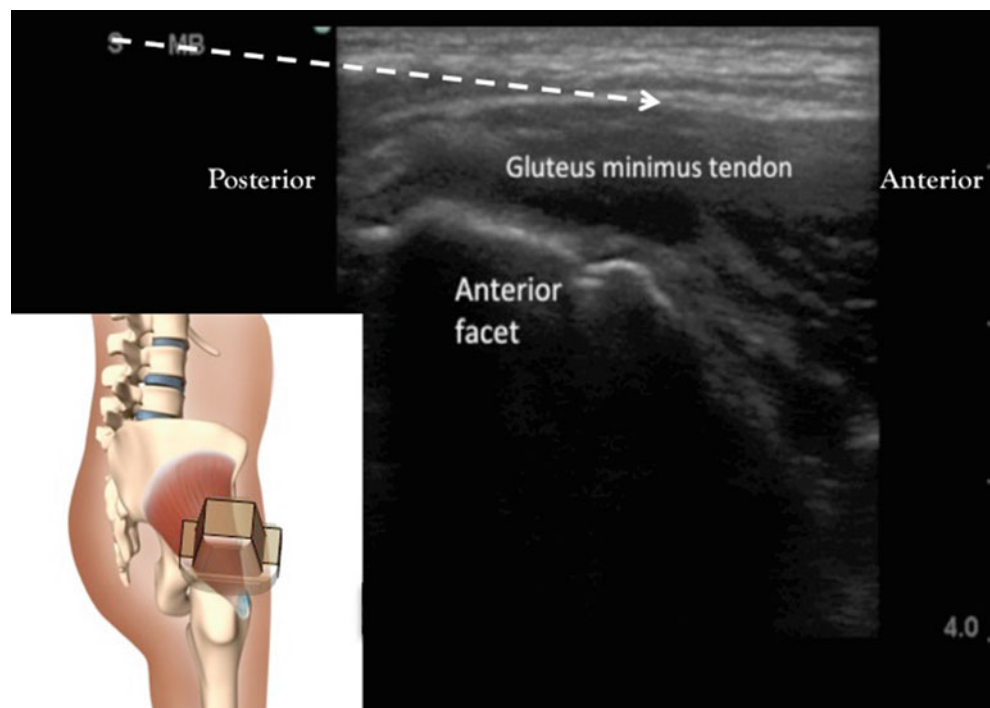 S MB
Posterior
Gluteus minimus tendon
Anterior
Anterior
facet
4.0